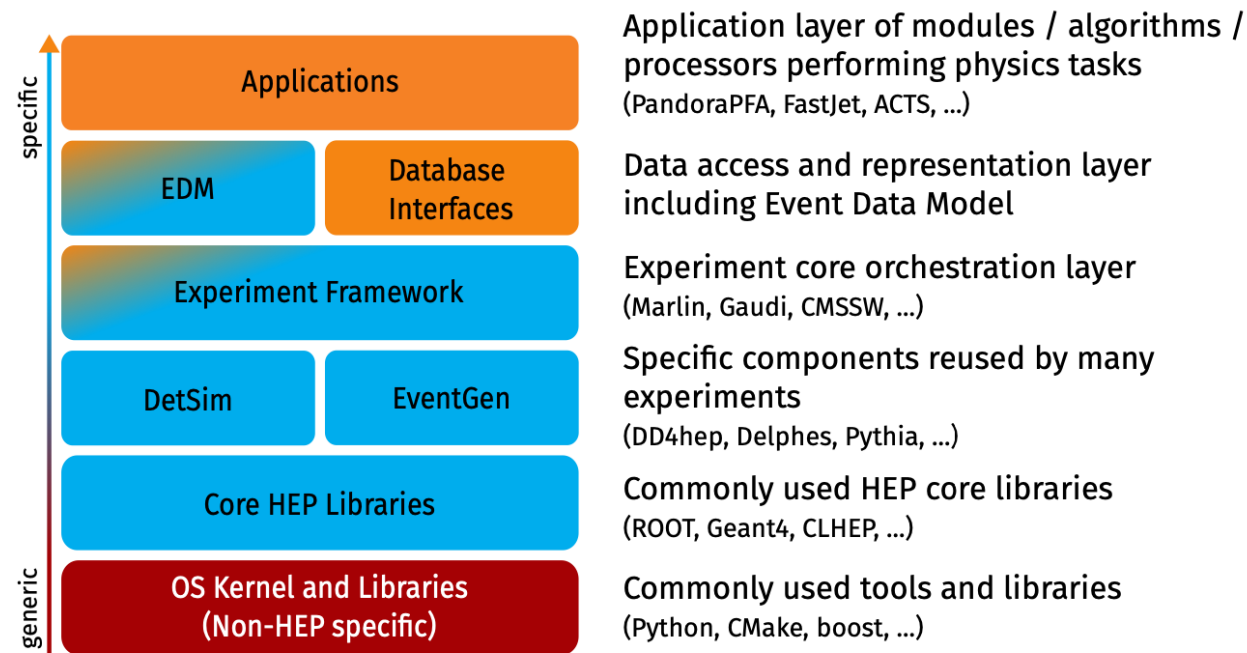 specific
generic
Applications
Application layer of modules / algorithms /
processors performing physics tasks
(PandoraPFA, FastJet, ACTS, ...)
EDM
Database
Interfaces
Data access and representation layer
including Event Data Model
Experiment Framework
Experiment core orchestration layer
(Marlin, Gaudi, CMSSW, ...)
DetSim
EventGen
Specific components reused by many
experiments
(DD4hep, Delphes, Pythia, ...)
Core HEP Libraries
Commonly used HEP core libraries
(ROOT, Geant4, CLHEP, ...)
OS Kernel and Libraries
(Non-HEP specific)
Commonly used tools and libraries
(Python, CMake, boost, ...)